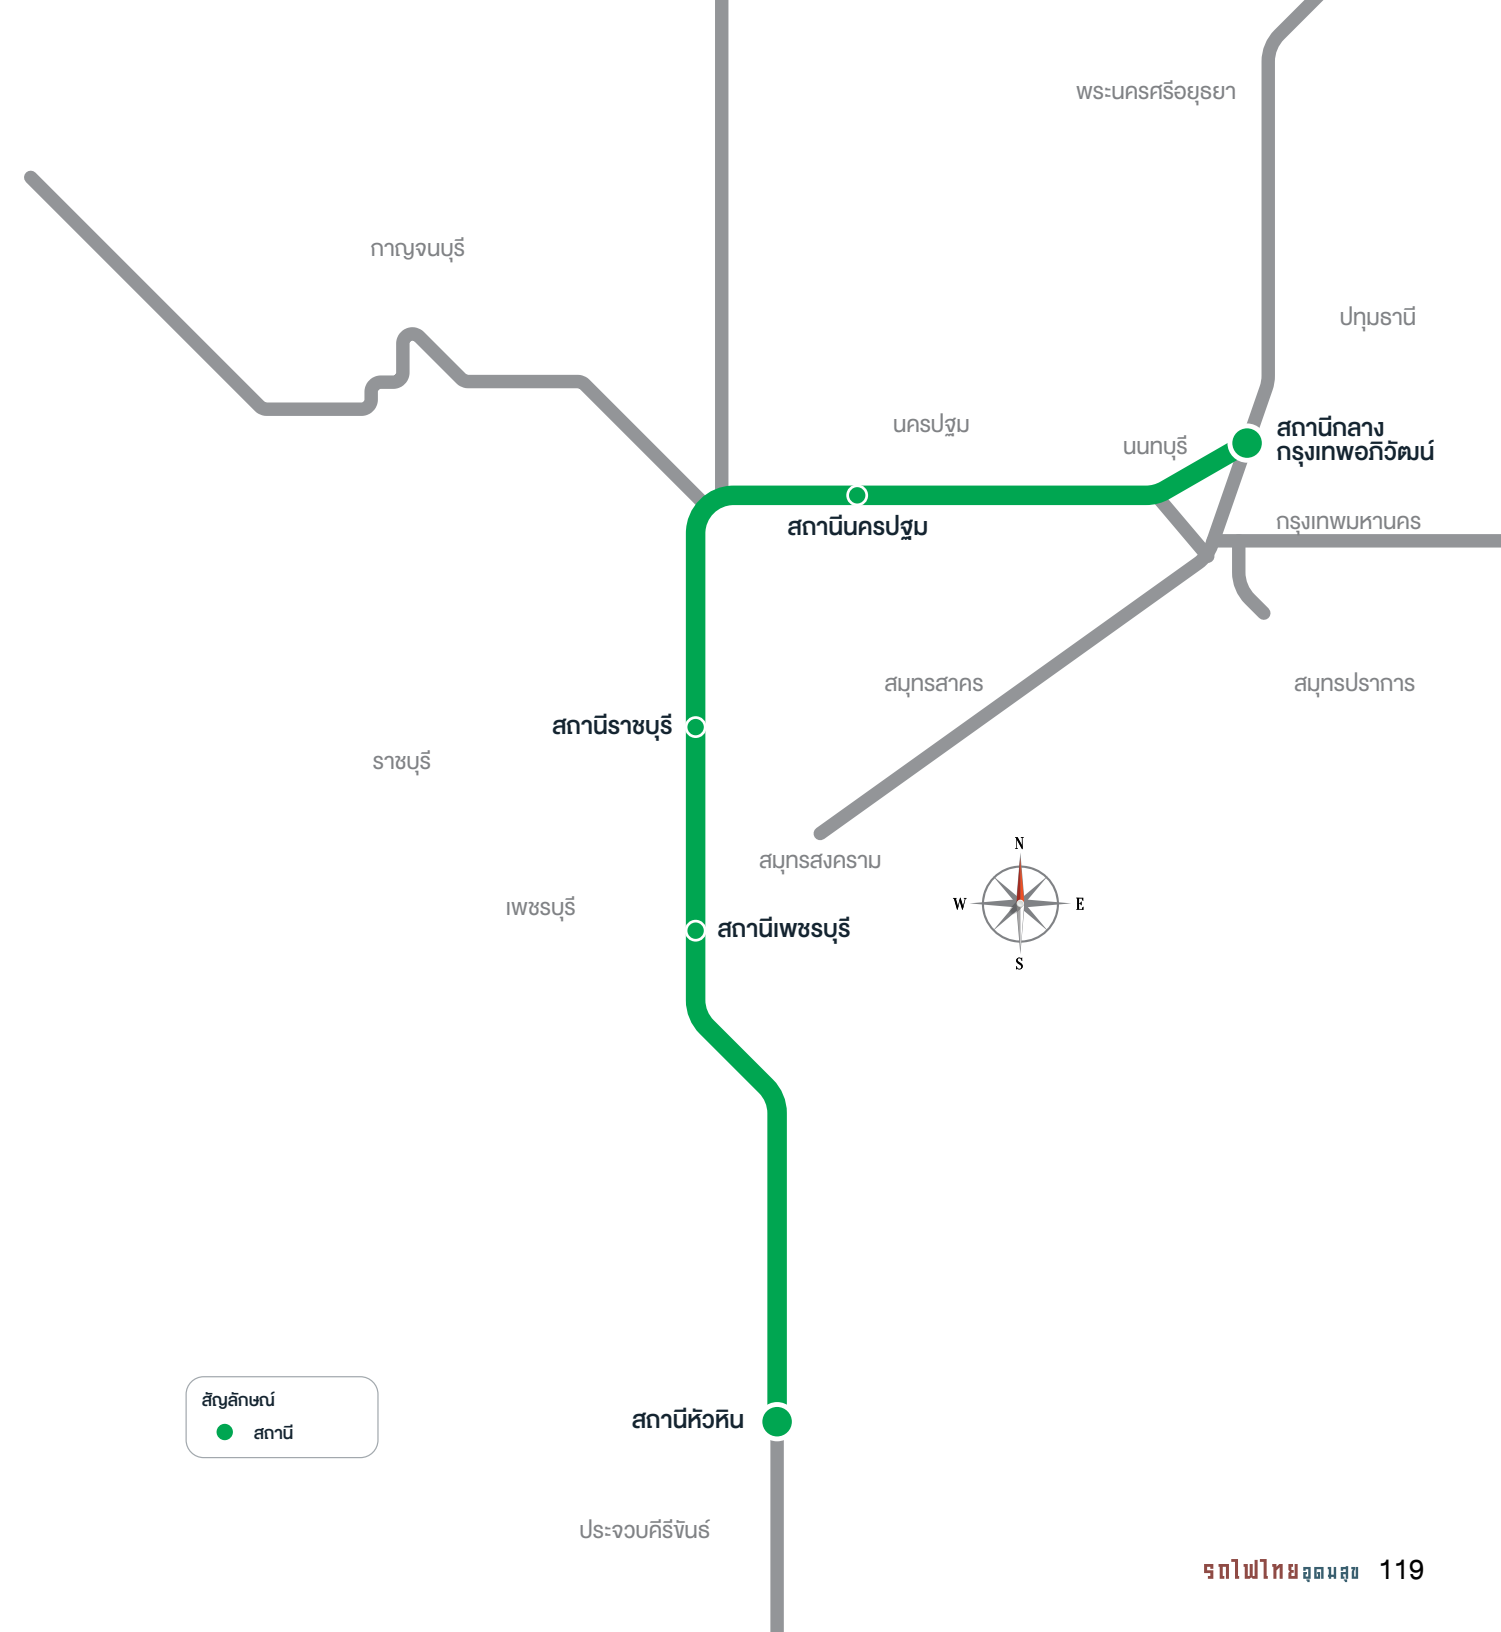 พระนครศรีอยุธยา
กาญจนบุรี
ปทุมธานี
นครปฐม
นนทบุรี
สถานีกลาง
กรุงเทพอภิวัฒน์
สถานีนครปฐม
กรุงเทพมหานคร
สมุทรสาคร
สมุทรปราการ
สถานีราชบุรี
ราชบุรี
N
สมุทรสงคราม
W
E
เพชรบุรี
สถานีเพชรบุรี
S
สัญลักษณ์
สถานี
สถานีหัวหิน
ประจวบคีรีขันธ์
รถไฟไทยอุดมสุข 119